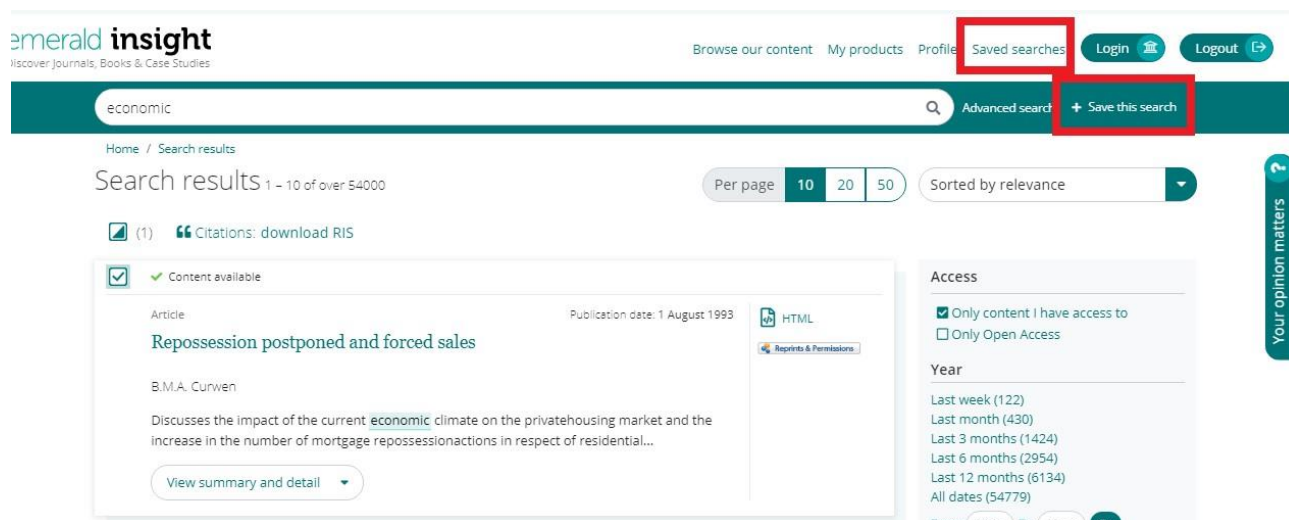 emerald insight
Discover Journals, Books & Case Studies
Browse our content My products Profile Saved searches Login Logout
economic
Advanced search + Save this search
Home / Search results
Search results 1 – 10 of over 54000
Per page 10 20 50 Sorted by relevance
(1) Citations: download RIS
Content available
Article Publication date: 1 August 1993 HTML
Repossession postponed and forced sales
Reprints & Permissions
B.M.A. Curwen
Discusses the impact of the current economic climate on the privatehousing market and the
increase in the number of mortgage repossessionactions in respect of residential...
View summary and detail
Access
Only content I have access to
Only Open Access
Year
Last week (122)
Last month (430)
Last 3 months (1424)
Last 6 months (2954)
Last 12 months (6134)
All dates (54779)
Your opinion matters ?